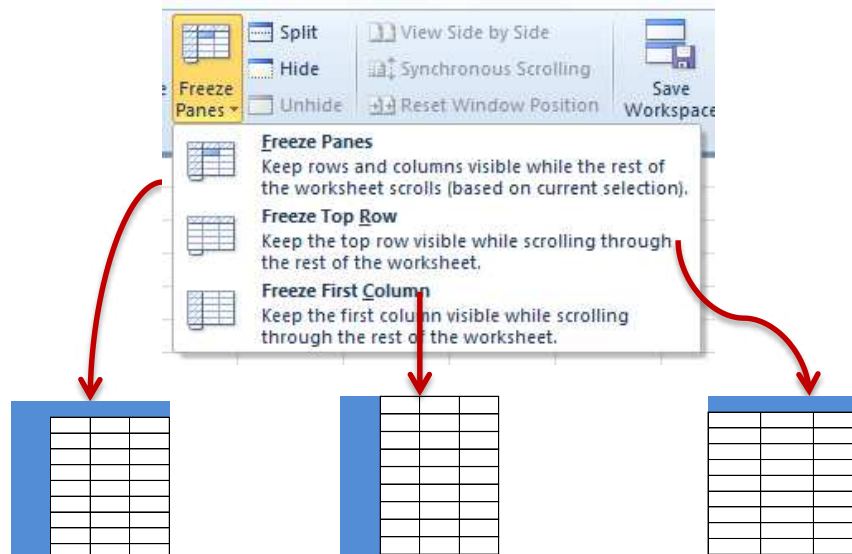 Split
View Side by Side
Hide
Synchronous Scrolling
Freeze
Panes
Unhide
Reset Window Position
Save
Workspace
Freeze Panes
Keep rows and columns visible while the rest of
the worksheet scrolls (based on current selection).
Freeze Top Row
Keep the top row visible while scrolling through
the rest of the worksheet.
Freeze First Column
Keep the first column visible while scrolling
through the rest of the worksheet.